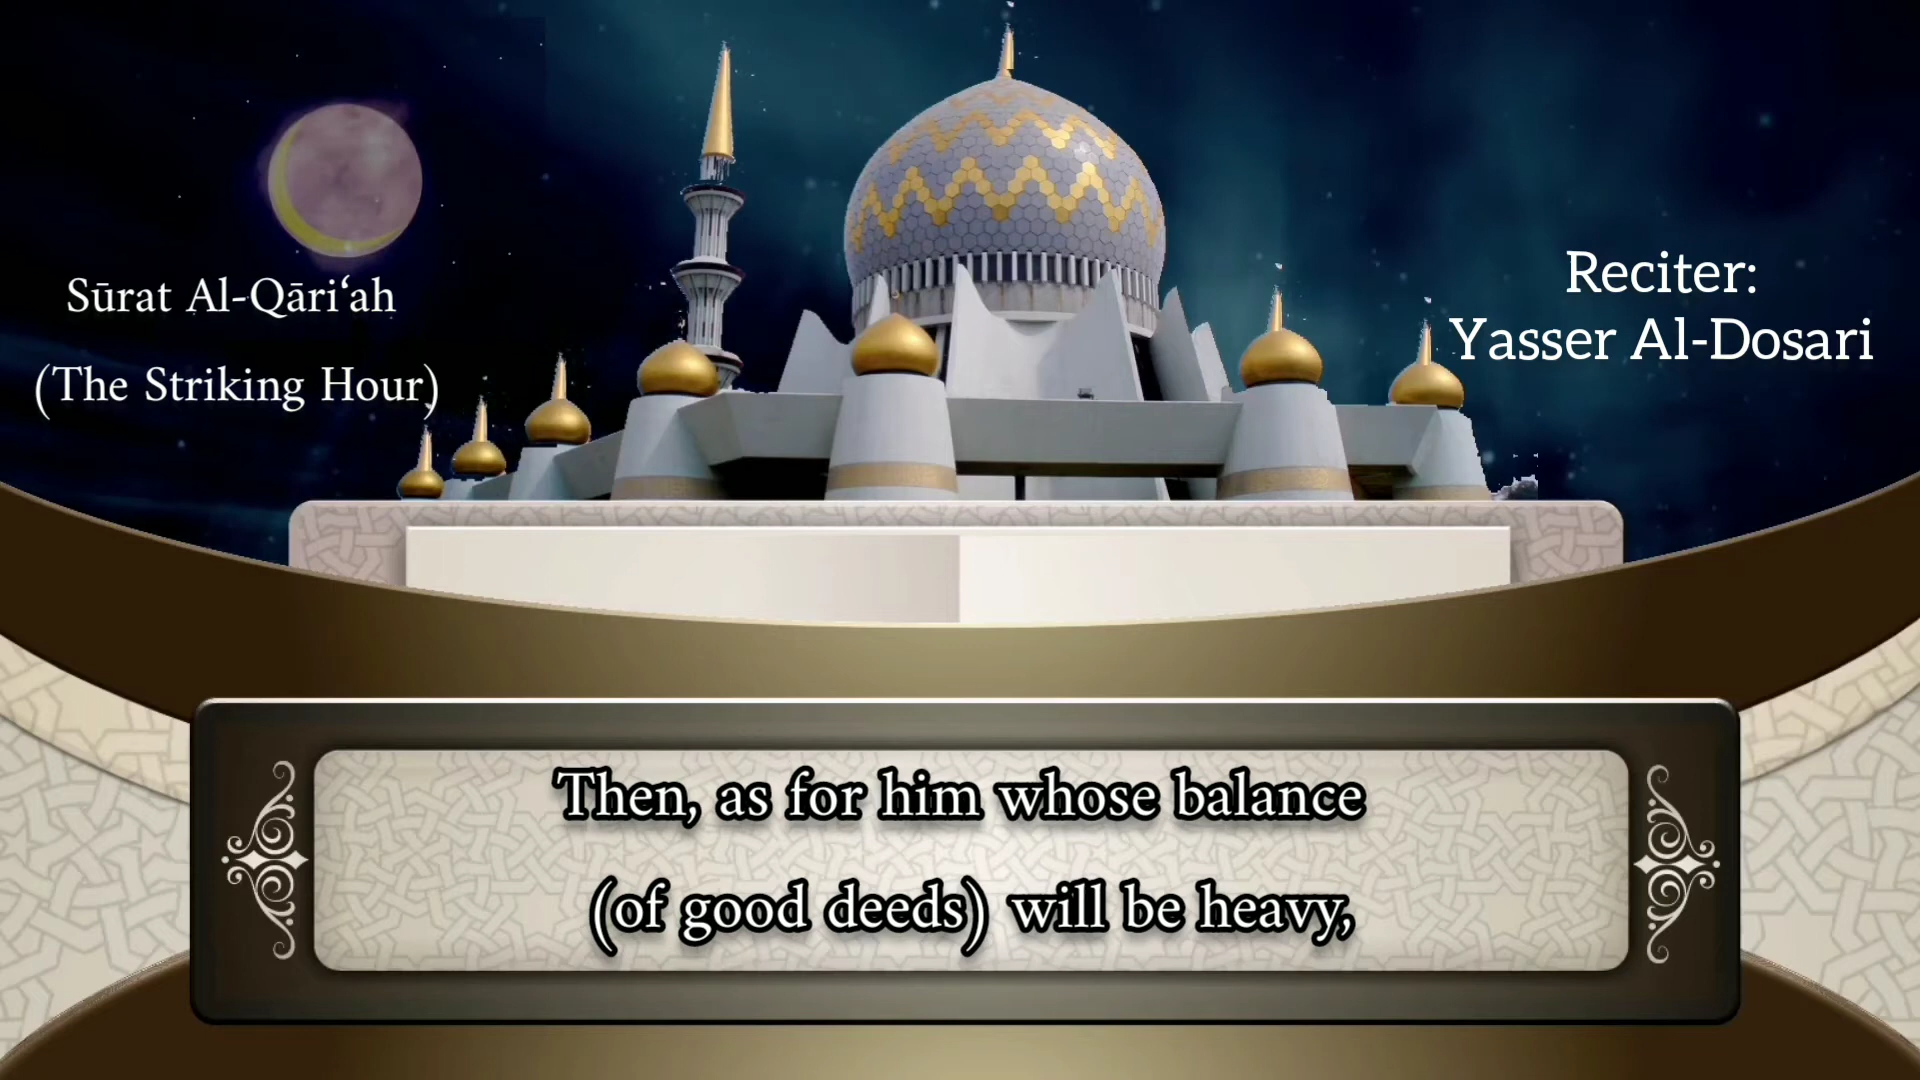 Sūrat Al-Qāri‘ah
(The Striking Hour)
Reciter:
Yasser Al-Dosari
Then, as for him whose balance
(of good deeds) will be heavy,